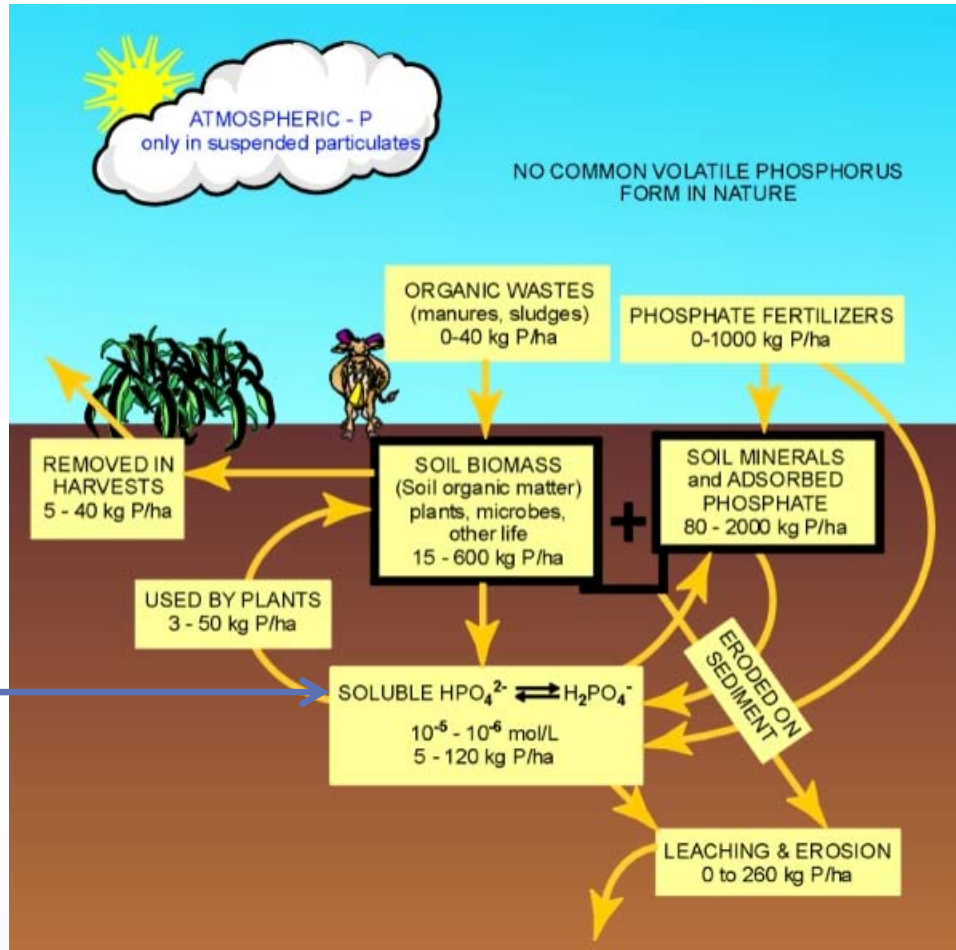 ATMOSPHERIC - P
only in suspended particulates
NO COMMON VOLATILE PHOSPHORUS
FORM IN NATURE
ORGANIC WASTES
(manures, sludges)
0-40 kg P/ha
PHOSPHATE FERTILIZERS
0-1000 kg P/ha
REMOVED IN
HARVESTS
5 - 40 kg P/ha
SOIL BIOMASS
(Soil organic matter)
plants, microbes,
other life
15 - 600 kg P/ha
+
SOIL MINERALS
and ADSORBED
PHOSPHATE
80 - 2000 kg P/ha
USED BY PLANTS
3 - 50 kg P/ha
ERODED ON
SEDIMENT
SOLUBLE HPO₄²⁻ ⇌ H₂PO₄⁻
10⁻⁵ - 10⁻⁶ mol/L
5 - 120 kg P/ha
LEACHING & EROSION
0 to 260 kg P/ha